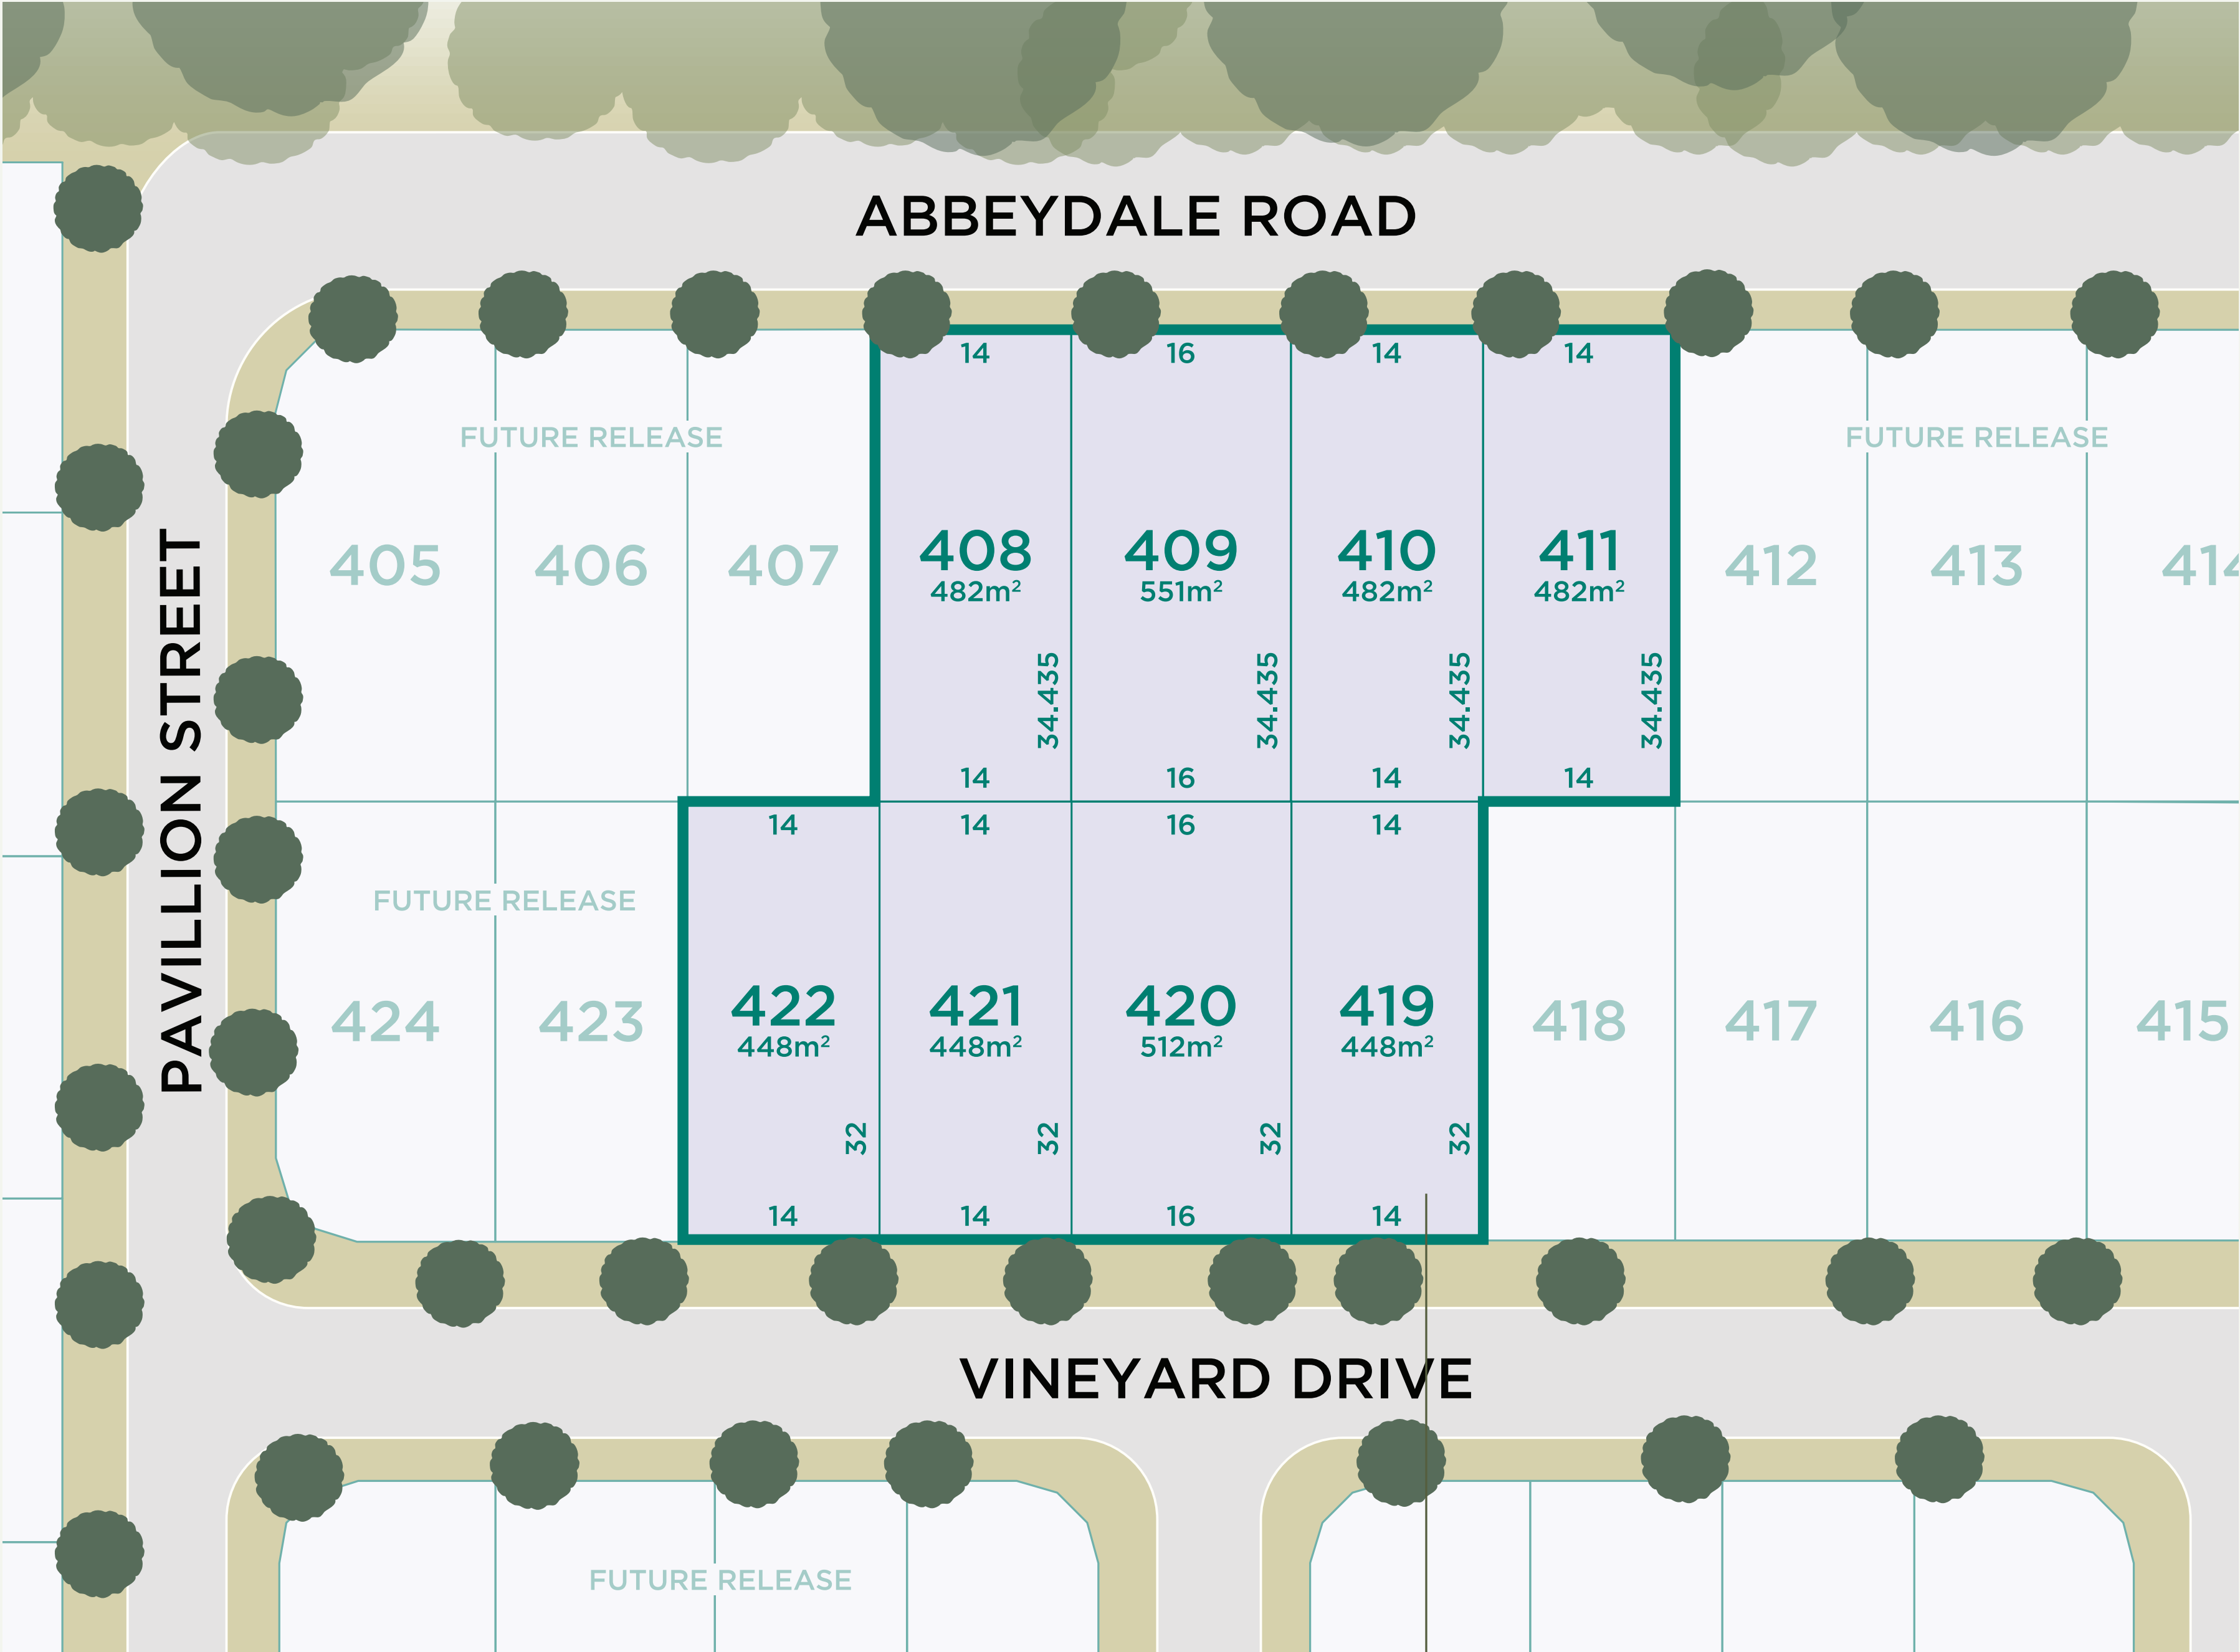 ABBEYDALE ROAD
14 16 14 14
FUTURE RELEASE
FUTURE RELEASE
405 406 407
408
482m²
409
551m²
410
482m²
411
482m²
412 413 414
34.435 34.435 34.435 34.435
14 16 14 14
PAVILLION STREET
14 14 16 14
FUTURE RELEASE
424 423
422
448m²
421
448m²
420
512m²
419
448m²
418 417 416 415
32 32 32 32
14 14 16 14
VINEYARD DRIVE
FUTURE RELEASE